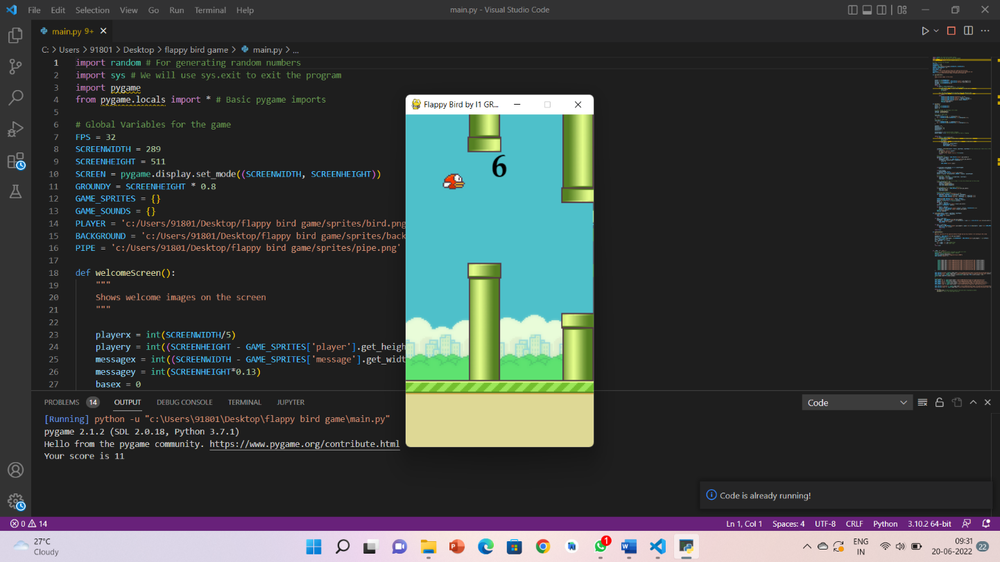 File Edit Selection View Go Run Terminal Help
main.py - Visual Studio Code
main.py 9+
C: > Users > 91801 > Desktop > flappy bird game > main.py > ...
1 import random # For generating random numbers
2 import sys # We will use sys.exit to exit the program
3 import pygame
4 from pygame.locals import * # Basic pygame imports
5
6 # Global Variables for the game
7 FPS = 32
8 SCREENWIDTH = 289
9 SCREENHEIGHT = 511
10 SCREEN = pygame.display.set_mode((SCREENWIDTH, SCREENHEIGHT))
11 GROUNDY = SCREENHEIGHT * 0.8
12 GAME_SPRITES = {}
13 GAME_SOUNDS = {}
14 PLAYER = 'c:/Users/91801/Desktop/flappy bird game/sprites/bird.png
15 BACKGROUND = 'c:/Users/91801/Desktop/flappy bird game/sprites/back
16 PIPE = 'c:/Users/91801/Desktop/flappy bird game/sprites/pipe.png'
17
18 def welcomeScreen():
19 """
20 Shows welcome images on the screen
21 """
22
23 playerx = int(SCREENWIDTH/5)
24 playery = int((SCREENHEIGHT - GAME_SPRITES['player'].get_heigh
25 messagex = int((SCREENWIDTH - GAME_SPRITES['message'].get_widt
26 messagey = int(SCREENHEIGHT*0.13)
27 basex = 0
Flappy Bird by I1 GR...
6
PROBLEMS 14 OUTPUT DEBUG CONSOLE TERMINAL JUPYTER
Code
[Running] python -u "c:\Users\91801\Desktop\flappy bird game\main.py"
pygame 2.1.2 (SDL 2.0.18, Python 3.7.1)
Hello from the pygame community. https://www.pygame.org/contribute.html
Your score is 11
Code is already running!
0 14
Ln 1, Col 1 Spaces: 4 UTF-8 CRLF Python 3.10.2 64-bit
27°C
Cloudy
1
ENG
IN
09:31
20-06-2022
22